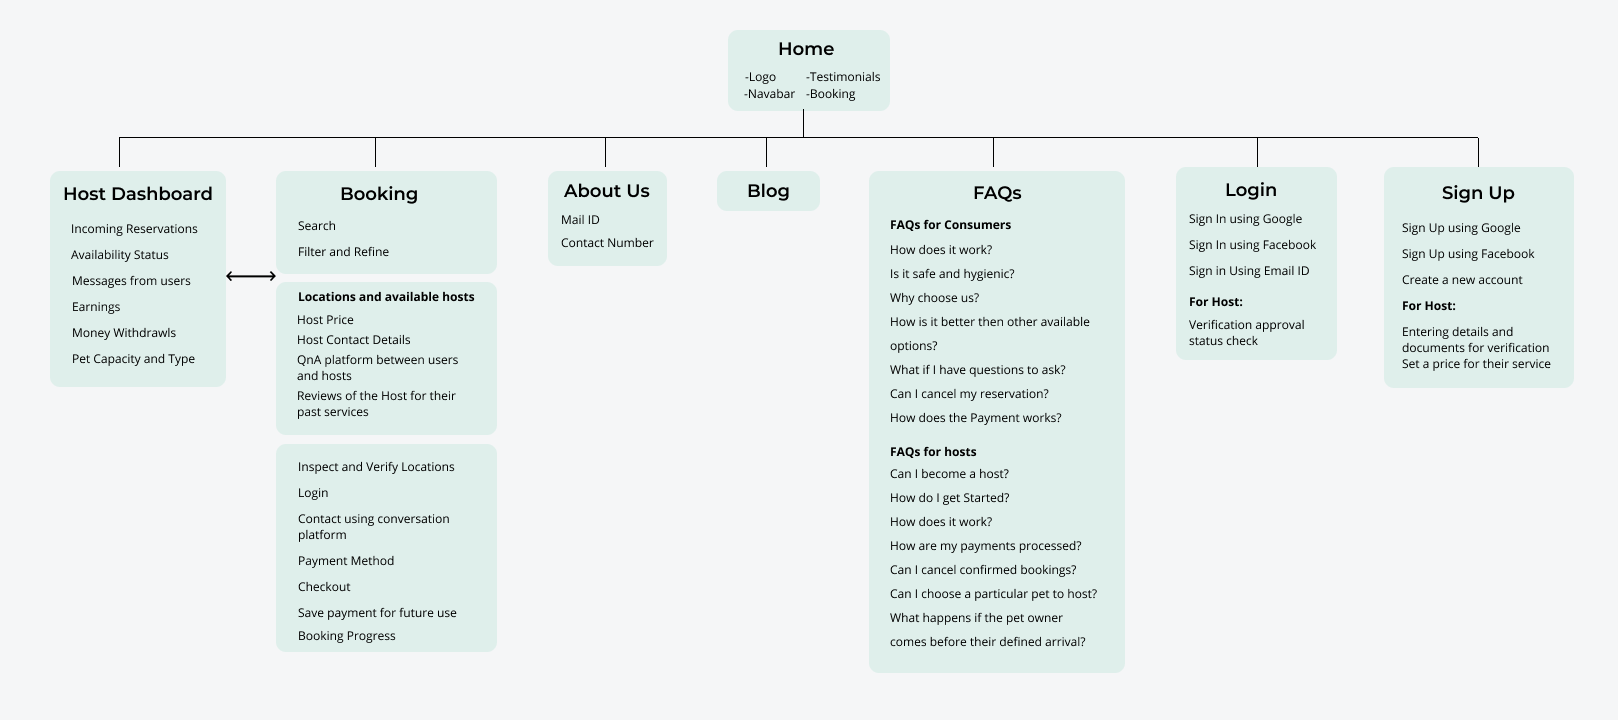 Home
-Logo
-Navabar
-Testimonials
-Booking
Host Dashboard
Incoming Reservations
Availability Status
Messages from users
Earnings
Money Withdrawls
Pet Capacity and Type
Booking
Search
Filter and Refine
Locations and available hosts
Host Price
Host Contact Details
QnA platform between users
and hosts
Reviews of the Host for their
past services
Inspect and Verify Locations
Login
Contact using conversation
platform
Payment Method
Checkout
Save payment for future use
Booking Progress
About Us
Mail ID
Contact Number
Blog
FAQs
FAQs for Consumers
How does it work?
Is it safe and hygienic?
Why choose us?
How is it better then other available
options?
What if I have questions to ask?
Can I cancel my reservation?
How does the Payment works?
FAQs for hosts
Can I become a host?
How do I get Started?
How does it work?
How are my payments processed?
Can I cancel confirmed bookings?
Can I choose a particular pet to host?
What happens if the pet owner
comes before their defined arrival?
Login
Sign In using Google
Sign In using Facebook
Sign in Using Email ID
For Host:
Verification approval
status check
Sign Up
Sign Up using Google
Sign Up using Facebook
Create a new account
For Host:
Entering details and
documents for verification
Set a price for their service